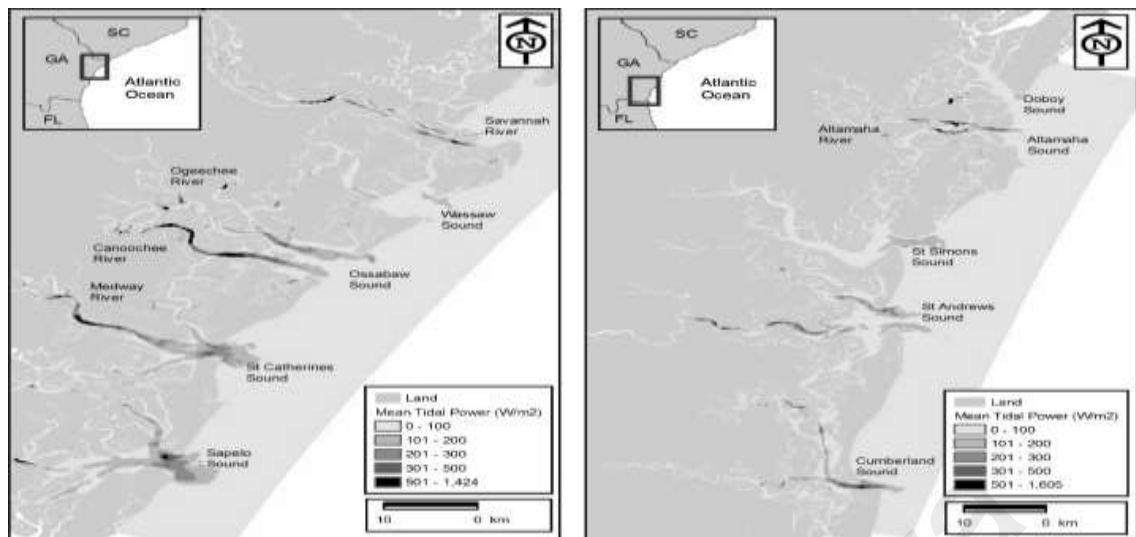 SC
GA
Atlantic
Ocean
FL
N
Savannah
River
Ogeechee
River
Wassaw
Sound
Canoochee
River
Ossabaw
Sound
Medway
River
St Catherines
Sound
Sapelo
Sound
Land
Mean Tidal Power (W/m2)
0 - 100
101 - 200
201 - 300
301 - 500
501 - 1,424
10 0 km
SC
GA
Atlantic
Ocean
FL
N
Doboy
Sound
Altamaha
River
Altamaha
Sound
St Simons
Sound
St Andrews
Sound
Cumberland
Sound
Land
Mean Tidal Power (W/m2)
0 - 100
101 - 200
201 - 300
301 - 500
501 - 1,605
10 0 km